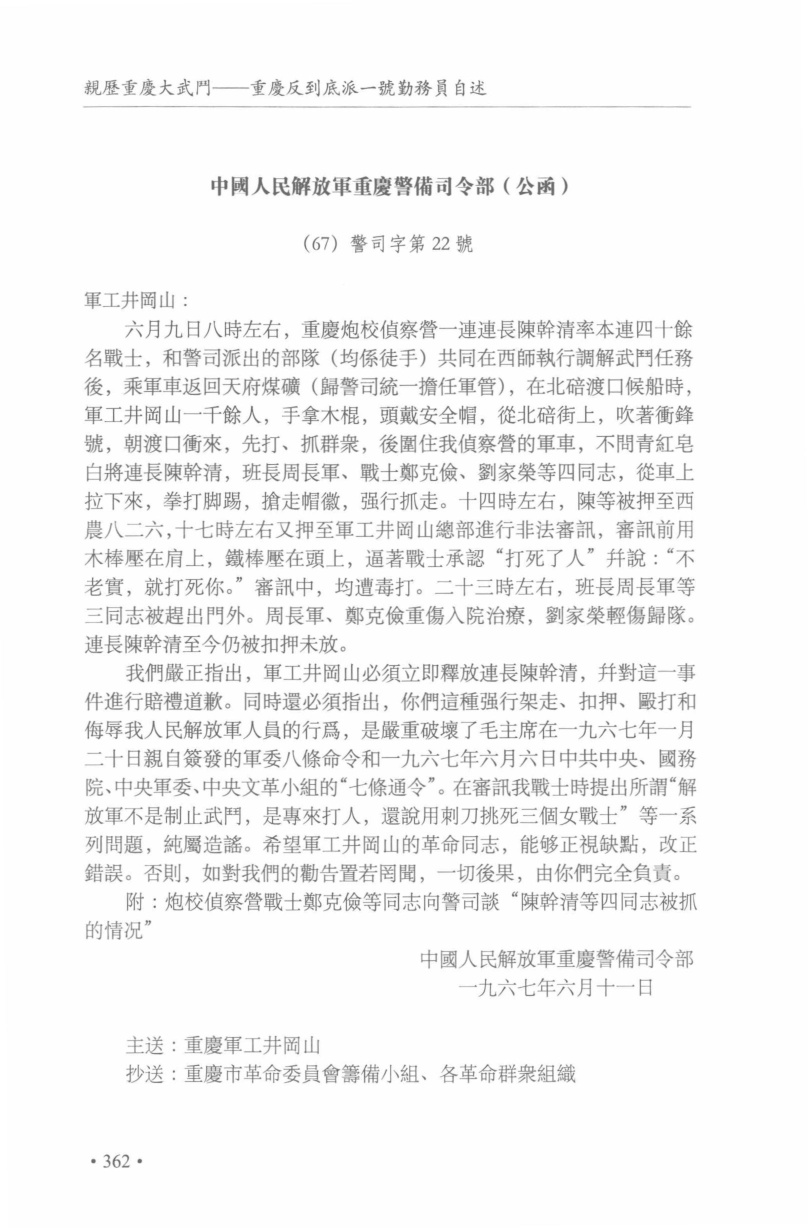 親歷重慶大武鬥——重慶反到底派一號勤務員自述
中國人民解放軍重慶警備司令部（公函）
（67）警司字第 22 號
軍工井岡山：
六月九日八時左右，重慶炮校偵察營一連連長陳幹清率本連四十餘
名戰士，和警司派出的部隊（均係徒手）共同在西師執行調解武鬥任務
後，乘軍車返回天府煤礦（歸警司統一擔任軍管），在北碚渡口候船時，
軍工井岡山一千餘人，手拿木棍，頭戴安全帽，從北碚街上，吹著衝鋒
號，朝渡口衝來，先打、抓群衆，後圍住我偵察營的軍車，不問青紅皂
白將連長陳幹清，班長周長軍、戰士鄭克儉、劉家榮等四同志，從車上
拉下來，拳打脚踢，搶走帽徽，强行抓走。十四時左右，陳等被押至西
農八二六，十七時左右又押至軍工井岡山總部進行非法審訊，審訊前用
木棒壓在肩上，鐵棒壓在頭上，逼著戰士承認“打死了人”幷說：“不
老實，就打死你。”審訊中，均遭毒打。二十三時左右，班長周長軍等
三同志被趕出門外。周長軍、鄭克儉重傷入院治療，劉家榮輕傷歸隊。
連長陳幹清至今仍被扣押未放。
我們嚴正指出，軍工井岡山必須立即釋放連長陳幹清，幷對這一事
件進行賠禮道歉。同時還必須指出，你們這種强行架走、扣押、毆打和
侮辱我人民解放軍人員的行爲，是嚴重破壞了毛主席在一九六七年一月
二十日親自簽發的軍委八條命令和一九六七年六月六日中共中央、國務
院、中央軍委、中央文革小組的“七條通令”。在審訊我戰士時提出所謂“解
放軍不是制止武鬥，是專來打人，還說用刺刀挑死三個女戰士”等一系
列問題，純屬造謠。希望軍工井岡山的革命同志，能够正視缺點，改正
錯誤。否則，如對我們的勸告置若罔聞，一切後果，由你們完全負責。
附：炮校偵察營戰士鄭克儉等同志向警司談“陳幹清等四同志被抓
的情况”
中國人民解放軍重慶警備司令部
一九六七年六月十一日
主送：重慶軍工井岡山
抄送：重慶市革命委員會籌備小組、各革命群衆組織
·362·